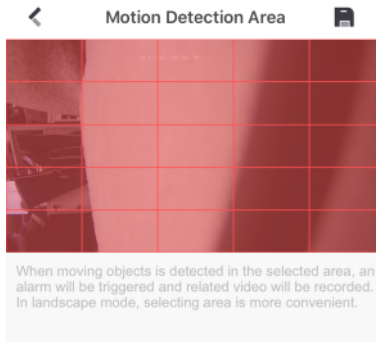 Motion Detection Area
When moving objects is detected in the selected area, an
alarm will be triggered and related video will be recorded.
In landscape mode, selecting area is more convenient.